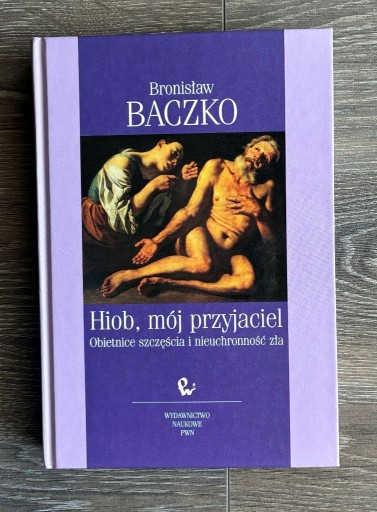 Bronisław
BACZKO
Hiob, mój przyjaciel
Obietnice szczęścia i nieuchronność zła
WYDAWNICTWO
NAUKOWE
PWN